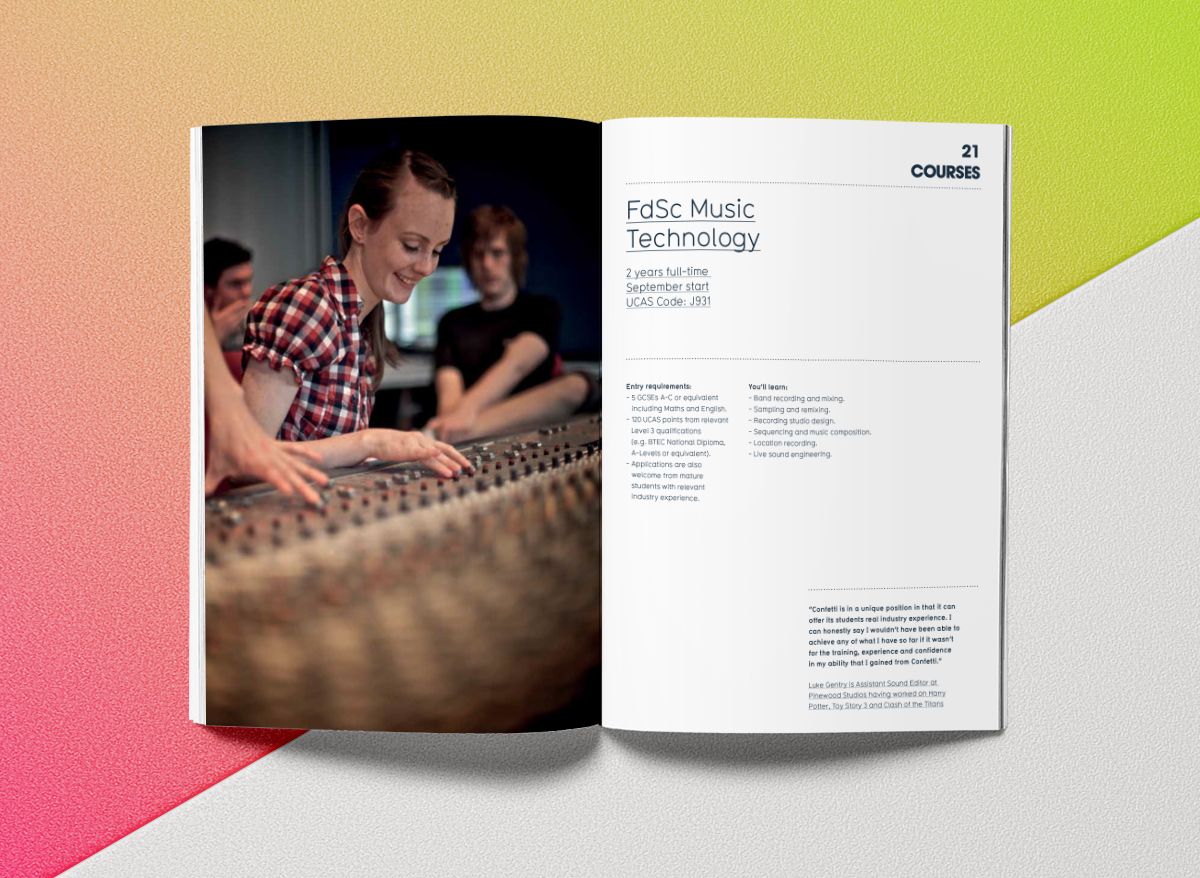 21
COURSES
FdSc Music
Technology
2 years full-time
September start
UCAS Code: J931
Entry requirements:
- 5 GCSEs A-C or equivalent
including Maths and English.
- 120 UCAS points from relevant
Level 3 qualifications
(e.g. BTEC National Diploma,
A-Levels or equivalent).
- Applications are also
welcome from mature
students with relevant
industry experience.
You'll learn:
- Band recording and mixing.
- Sampling and remixing.
- Recording studio design.
- Sequencing and music composition.
- Location recording.
- Live sound engineering.
"Confetti is in a unique position in that it can
offer its students real industry experience. I
can honestly say I wouldn't have been able to
achieve any of what I have so far if it wasn't
for the training, experience and confidence
in my ability that I gained from Confetti."
Luke Gentry is Assistant Sound Editor at
Pinewood Studios having worked on Harry
Potter, Toy Story 3 and Clash of the Titans